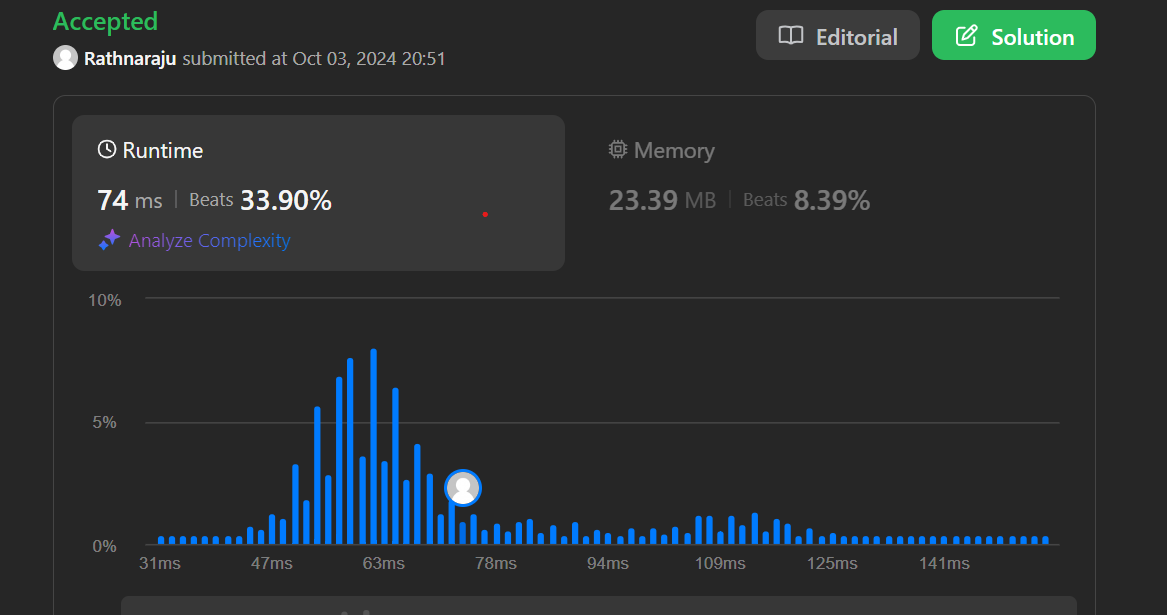 Accepted
Editorial
Solution
Rathnaraju submitted at Oct 03, 2024 20:51
Runtime
Memory
74 ms | Beats 33.90%
23.39 MB | Beats 8.39%
Analyze Complexity
10%
5%
0%
31ms 47ms 63ms 78ms 94ms 109ms 125ms 141ms